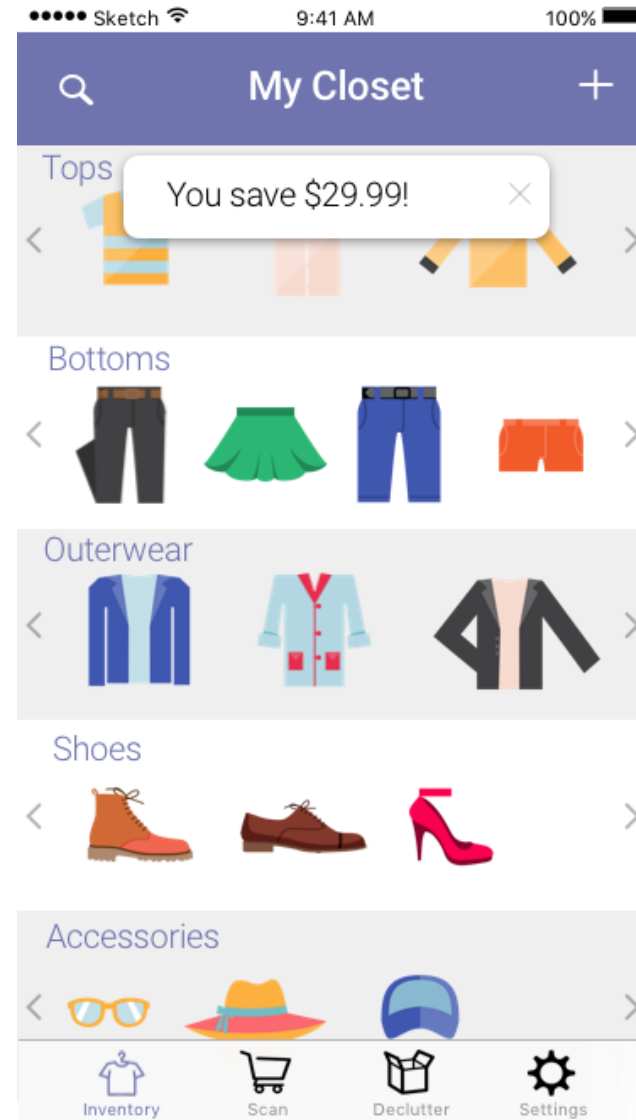 Sketch 9:41 AM 100%
My Closet
Tops
You save $29.99!
Bottoms
Outerwear
Shoes
Accessories
Inventory Scan Declutter Settings